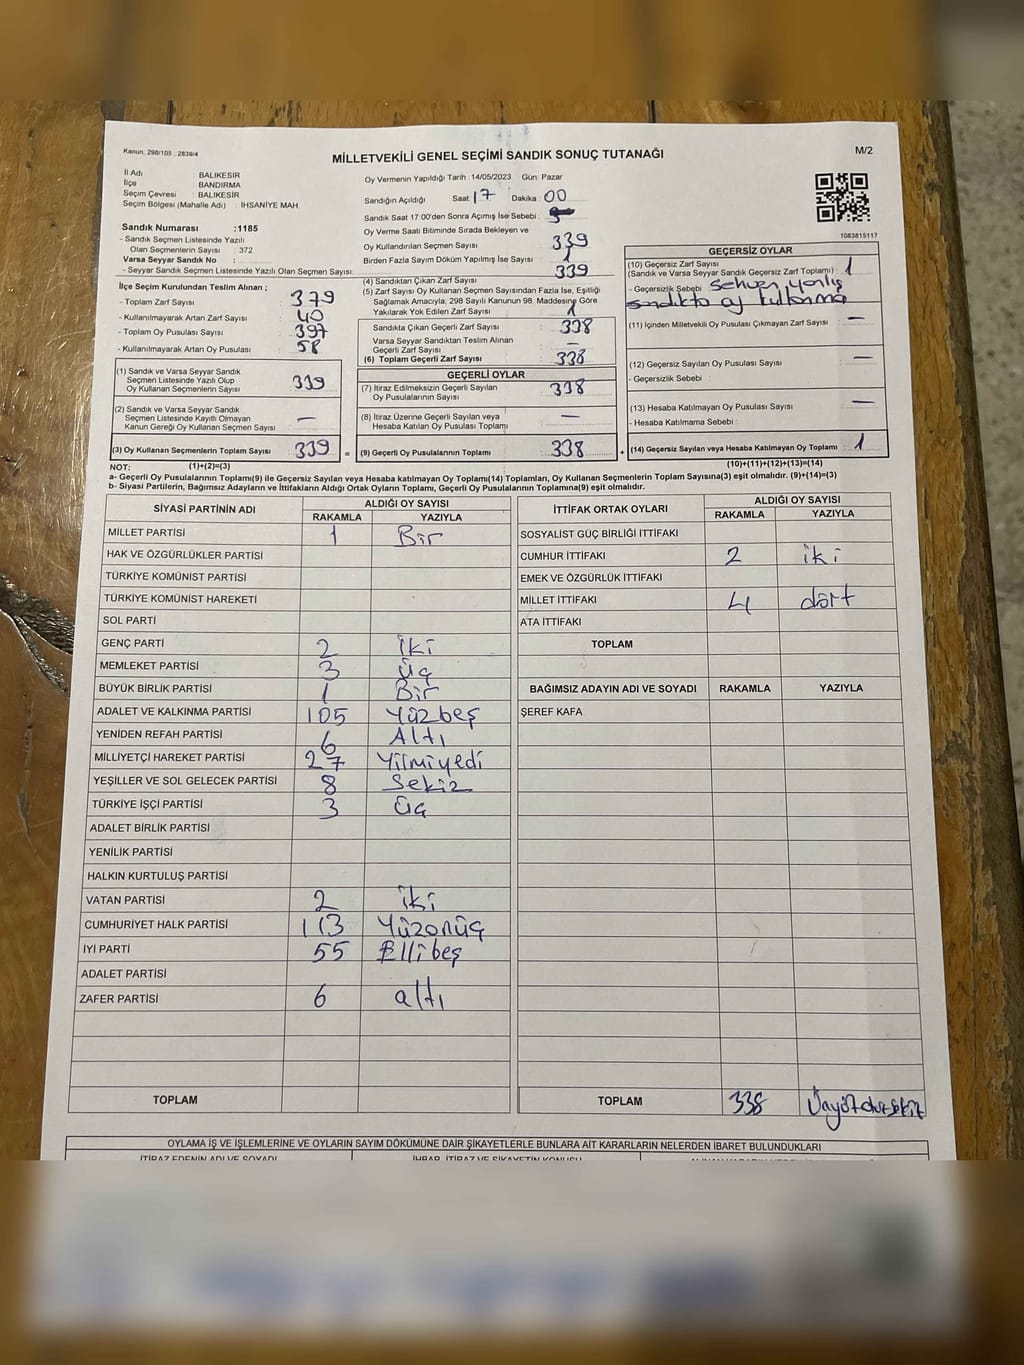 Kanun; 298/105 , 2839/4
MİLLETVEKİLİ GENEL SEÇİMİ SANDIK SONUÇ TUTANAĞI
M/2
İl Adı : BALIKESİR
İlçe : BANDIRMA
Seçim Çevresi : BALIKESİR
Seçim Bölgesi (Mahalle Adı) : İHSANİYE MAH.
Sandık Numarası :1185
- Sandık Seçmen Listesinde Yazılı
Olan Seçmenlerin Sayısı : 372
Varsa Seyyar Sandık No :
- Seyyar Sandık Seçmen Listesinde Yazılı Olan Seçmen Sayısı:
Oy Vermenin Yapıldığı Tarih :14/05/2023 Gün: Pazar
Sandığın Açıldığı Saat: 17 Dakika: 00
Sandık Saat 17:00'den Sonra Açılmış İse Sebebi :
Oy Verme Saati Bitiminde Sırada Bekleyen ve
Oy Kullandırılan Seçmen Sayısı : 339
Birden Fazla Sayım Dökümü Yapılmış İse Sayısı : 1
1083815117
İlçe Seçim Kurulundan Teslim Alınan ;
- Toplam Zarf Sayısı : 379
- Kullanılmayarak Artan Zarf Sayısı : 40
- Toplam Oy Pusulası Sayısı : 397
- Kullanılmayarak Artan Oy Pusulası : 58
(1) Sandık ve Varsa Seyyar Sandık
Seçmen Listesinde Yazılı Olup
Oy Kullanan Seçmenlerin Sayısı : 339
(2) Sandık ve Varsa Seyyar Sandık
Seçmen Listesinde Kayıtlı Olmayan
Kanun Gereği Oy Kullanan Seçmen Sayısı : —
(3) Oy Kullanan Seçmenlerin Toplam Sayısı : 339 =
(4) Sandıktan Çıkan Zarf Sayısı : 339
(5) Zarf Sayısı Oy Kullanan Seçmen Sayısından Fazla İse, Eşitliği
Sağlamak Amacıyla; 298 Sayılı Kanunun 98. Maddesine Göre
Yakılarak Yok Edilen Zarf Sayısı : 1
Sandıkta Çıkan Geçerli Zarf Sayısı : 338
Varsa Seyyar Sandıktan Teslim Alınan
Geçerli Zarf Sayısı : —
(6) Toplam Geçerli Zarf Sayısı : 338
GEÇERLİ OYLAR
(7) İtiraz Edilmeksizin Geçerli Sayılan
Oy Pusulalarının Sayısı : 338
(8) İtiraz Üzerine Geçerli Sayılan veya
Hesaba Katılan Oy Pusulası Toplamı : —
(9) Geçerli Oy Pusulalarının Toplamı : 338 +
GEÇERSİZ OYLAR
(10) Geçersiz Zarf Sayısı
(Sandık ve Varsa Seyyar Sandık Geçersiz Zarf Toplamı) : 1
- Geçersizlik Sebebi : Sehven yanlış
sandıkta oy kullanma
(11) İçinden Milletvekili Oy Pusulası Çıkmayan Zarf Sayısı : —
(12) Geçersiz Sayılan Oy Pusulası Sayısı : —
- Geçersizlik Sebebi :
(13) Hesaba Katılmayan Oy Pusulası Sayısı : —
- Hesaba Katılmama Sebebi :
(14) Geçersiz Sayılan veya Hesaba Katılmayan Oy Toplamı : 1
NOT: (1)+(2)=(3) (10)+(11)+(12)+(13)=(14)
a- Geçerli Oy Pusulalarının Toplamı(9) ile Geçersiz Sayılan veya Hesaba katılmayan Oy Toplamı(14) Toplamları, Oy Kullanan Seçmenlerin Toplam Sayısına(3) eşit olmalıdır. (9)+(14)=(3)
b- Siyasi Partilerin, Bağımsız Adayların ve İttifakların Aldığı Ortak Oyların Toplamı, Geçerli Oy Pusulalarının Toplamına(9) eşit olmalıdır.
SİYASİ PARTİNİN ADI ALDIĞI OY SAYISI
RAKAMLA YAZIYLA
MİLLET PARTİSİ 1 Bir
HAK VE ÖZGÜRLÜKLER PARTİSİ
TÜRKİYE KOMÜNİST PARTİSİ
TÜRKİYE KOMÜNİST HAREKETİ
SOL PARTİ
GENÇ PARTİ 2 iki
MEMLEKET PARTİSİ 3 üç
BÜYÜK BİRLİK PARTİSİ 1 Bir
ADALET VE KALKINMA PARTİSİ 105 Yüzbeş
YENİDEN REFAH PARTİSİ 6 Altı
MİLLİYETÇİ HAREKET PARTİSİ 27 Yilmiyedi
YEŞİLLER VE SOL GELECEK PARTİSİ 8 Sekiz
TÜRKİYE İŞÇİ PARTİSİ 3 üç
ADALET BİRLİK PARTİSİ
YENİLİK PARTİSİ
HALKIN KURTULUŞ PARTİSİ
VATAN PARTİSİ 2 iki
CUMHURİYET HALK PARTİSİ 113 Yüzonüç
İYİ PARTİ 55 Ellibeş
ADALET PARTİSİ
ZAFER PARTİSİ 6 altı
TOPLAM
İTTİFAK ORTAK OYLARI ALDIĞI OY SAYISI
RAKAMLA YAZIYLA
SOSYALİST GÜÇ BİRLİĞİ İTTİFAKI
CUMHUR İTTİFAKI 2 iki
EMEK VE ÖZGÜRLÜK İTTİFAKI
MİLLET İTTİFAKI 4 dört
ATA İTTİFAKI
TOPLAM
BAĞIMSIZ ADAYIN ADI VE SOYADI RAKAMLA YAZIYLA
ŞEREF KAFA
TOPLAM 338
OYLAMA İŞ VE İŞLEMLERİNE VE OYLARIN SAYIM DÖKÜMÜNE DAİR ŞİKAYETLERLE BUNLARA AİT KARARLARIN NELERDEN İBARET BULUNDUKLARI
İTİRAZ EDENİN ADI VE SOYADI İHBAR, İTİRAZ VE ŞİKAYETİN KONUSU